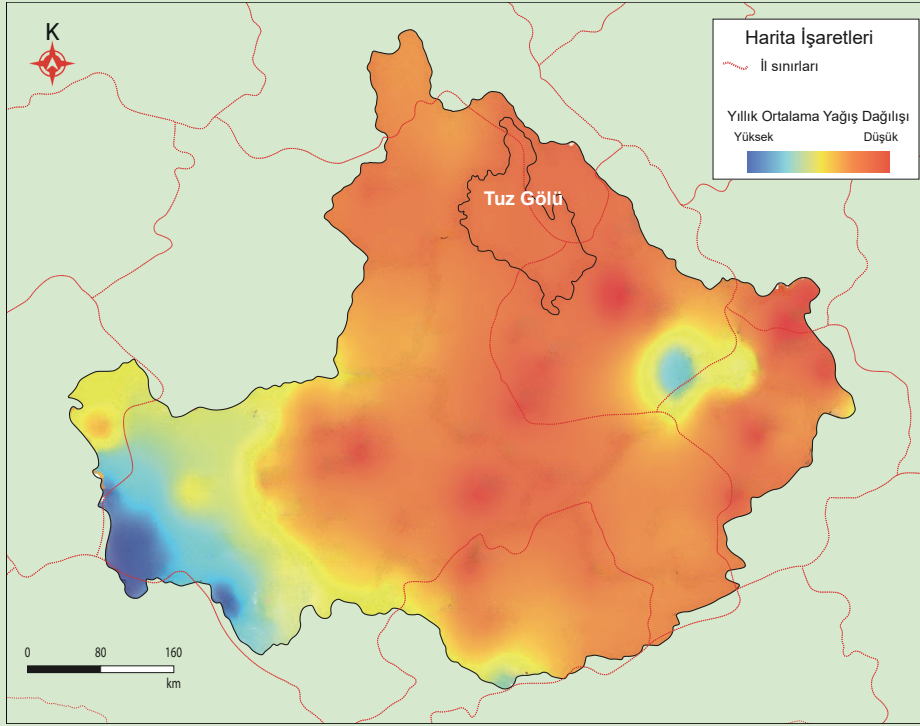 K
Harita İşaretleri
İl sınırları
Yıllık Ortalama Yağış Dağılışı
Yüksek Düşük
Tuz Gölü
0 80 160
km